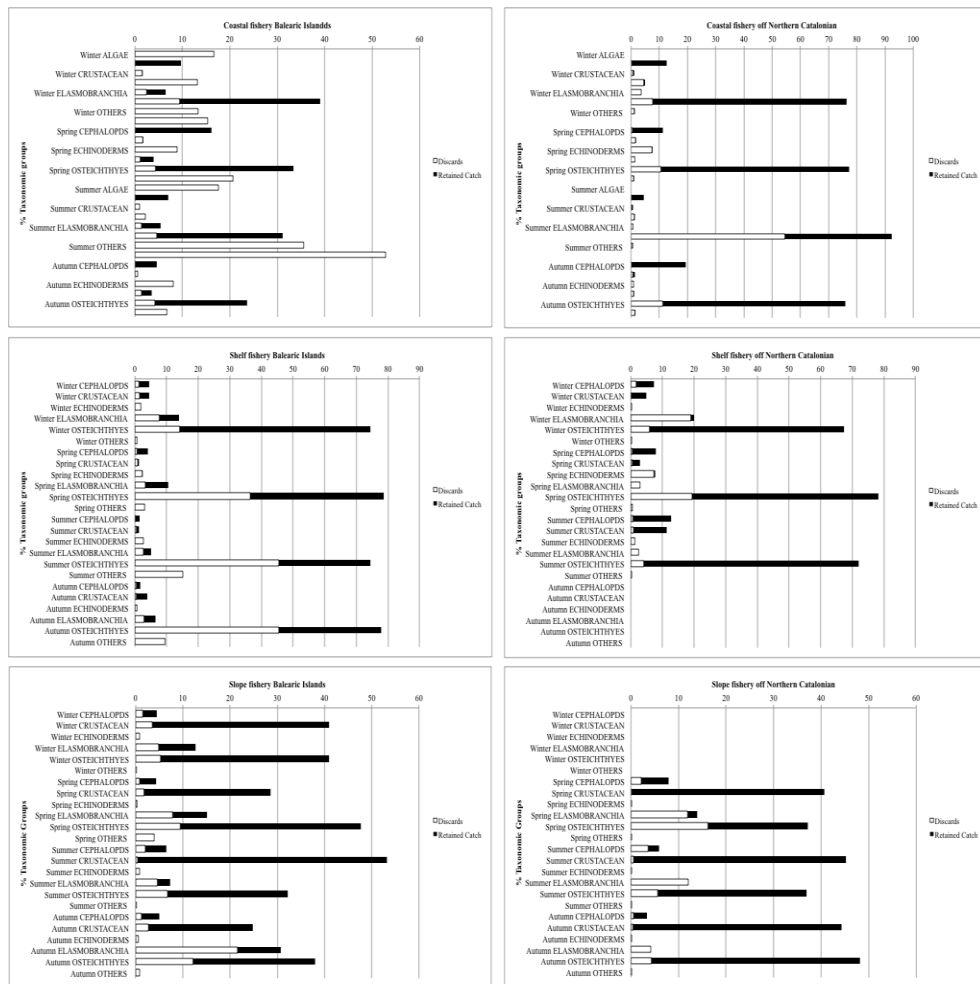 Coastal fishery Balearic Islandds
0 10 20 30 40 50 60
% Taxonomic groups
Winter ALGAE
Winter CRUSTACEAN
Winter ELASMOBRANCHIA
Winter OTHERS
Spring CEPHALOPDS
Spring ECHINODERMS
Spring OSTEICHTHYES
Summer ALGAE
Summer CRUSTACEAN
Summer ELASMOBRANCHIA
Summer OTHERS
Autumn CEPHALOPDS
Autumn ECHINODERMS
Autumn OSTEICHTHYES
Discards
Retained Catch
Coastal fishery off Northern Catalonian
0 10 20 30 40 50 60 70 80 90 100
% Taxonomic groups
Winter ALGAE
Winter CRUSTACEAN
Winter ELASMOBRANCHIA
Winter OTHERS
Spring CEPHALOPDS
Spring ECHINODERMS
Spring OSTEICHTHYES
Summer ALGAE
Summer CRUSTACEAN
Summer ELASMOBRANCHIA
Summer OTHERS
Autumn CEPHALOPDS
Autumn ECHINODERMS
Autumn OSTEICHTHYES
Discards
Retained Catch
Shelf fishery Balearic Islands
0 10 20 30 40 50 60 70 80 90
% Taxonomic groups
Winter CEPHALOPDS
Winter CRUSTACEAN
Winter ECHINODERMS
Winter ELASMOBRANCHIA
Winter OSTEICHTHYES
Winter OTHERS
Spring CEPHALOPDS
Spring CRUSTACEAN
Spring ECHINODERMS
Spring ELASMOBRANCHIA
Spring OSTEICHTHYES
Spring OTHERS
Summer CEPHALOPDS
Summer CRUSTACEAN
Summer ECHINODERMS
Summer ELASMOBRANCHIA
Summer OSTEICHTHYES
Summer OTHERS
Autumn CEPHALOPDS
Autumn CRUSTACEAN
Autumn ECHINODERMS
Autumn ELASMOBRANCHIA
Autumn OSTEICHTHYES
Autumn OTHERS
Discards
Retained Catch
Shelf fishery off Northern Catalonian
0 10 20 30 40 50 60 70 80 90
% Taxonomic groups
Winter CEPHALOPDS
Winter CRUSTACEAN
Winter ECHINODERMS
Winter ELASMOBRANCHIA
Winter OSTEICHTHYES
Winter OTHERS
Spring CEPHALOPDS
Spring CRUSTACEAN
Spring ECHINODERMS
Spring ELASMOBRANCHIA
Spring OSTEICHTHYES
Spring OTHERS
Summer CEPHALOPDS
Summer CRUSTACEAN
Summer ECHINODERMS
Summer ELASMOBRANCHIA
Summer OSTEICHTHYES
Summer OTHERS
Autumn CEPHALOPDS
Autumn CRUSTACEAN
Autumn ECHINODERMS
Autumn ELASMOBRANCHIA
Autumn OSTEICHTHYES
Autumn OTHERS
Discards
Retained Catch
Slope fishery Balearic Islands
0 10 20 30 40 50 60
% Taxonomic Groups
Winter CEPHALOPDS
Winter CRUSTACEAN
Winter ECHINODERMS
Winter ELASMOBRANCHIA
Winter OSTEICHTHYES
Winter OTHERS
Spring CEPHALOPDS
Spring CRUSTACEAN
Spring ECHINODERMS
Spring ELASMOBRANCHIA
Spring OSTEICHTHYES
Spring OTHERS
Summer CEPHALOPDS
Summer CRUSTACEAN
Summer ECHINODERMS
Summer ELASMOBRANCHIA
Summer OSTEICHTHYES
Summer OTHERS
Autumn CEPHALOPDS
Autumn CRUSTACEAN
Autumn ECHINODERMS
Autumn ELASMOBRANCHIA
Autumn OSTEICHTHYES
Autumn OTHERS
Discards
Retained Catch
Slope fishery off Northern Catalonian
0 10 20 30 40 50 60
% Taxonomic Groups
Winter CEPHALOPDS
Winter CRUSTACEAN
Winter ECHINODERMS
Winter ELASMOBRANCHIA
Winter OSTEICHTHYES
Winter OTHERS
Spring CEPHALOPDS
Spring CRUSTACEAN
Spring ECHINODERMS
Spring ELASMOBRANCHIA
Spring OSTEICHTHYES
Spring OTHERS
Summer CEPHALOPDS
Summer CRUSTACEAN
Summer ECHINODERMS
Summer ELASMOBRANCHIA
Summer OSTEICHTHYES
Summer OTHERS
Autumn CEPHALOPDS
Autumn CRUSTACEAN
Autumn ECHINODERMS
Autumn ELASMOBRANCHIA
Autumn OSTEICHTHYES
Autumn OTHERS
Discards
Retained Catch